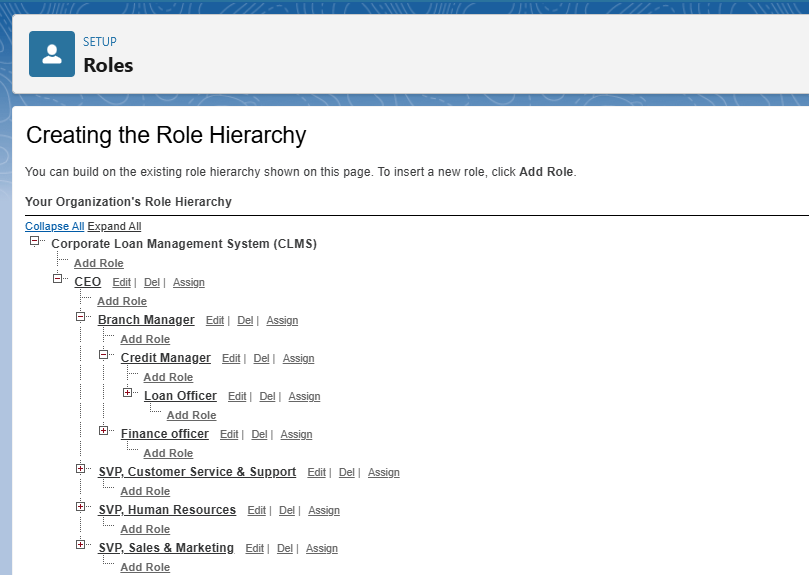 SETUP
Roles
Creating the Role Hierarchy
You can build on the existing role hierarchy shown on this page. To insert a new role, click Add Role.
Your Organization's Role Hierarchy
Collapse All Expand All
Corporate Loan Management System (CLMS)
Add Role
CEO Edit | Del | Assign
Add Role
Branch Manager Edit | Del | Assign
Add Role
Credit Manager Edit | Del | Assign
Add Role
Loan Officer Edit | Del | Assign
Add Role
Finance officer Edit | Del | Assign
Add Role
SVP, Customer Service & Support Edit | Del | Assign
Add Role
SVP, Human Resources Edit | Del | Assign
Add Role
SVP, Sales & Marketing Edit | Del | Assign
Add Role